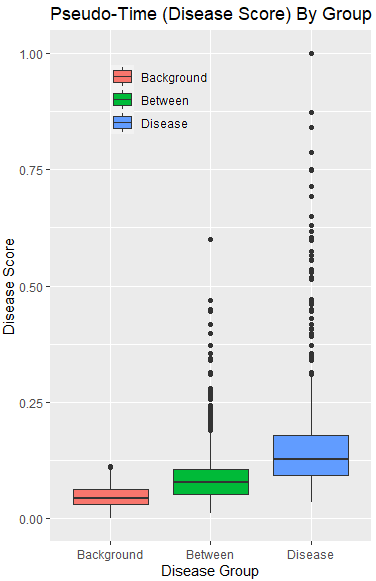 Pseudo-Time (Disease Score) By Group
1.00
0.75
0.50
0.25
0.00
Disease Score
Background
Between
Disease
Background Between Disease
Disease Group